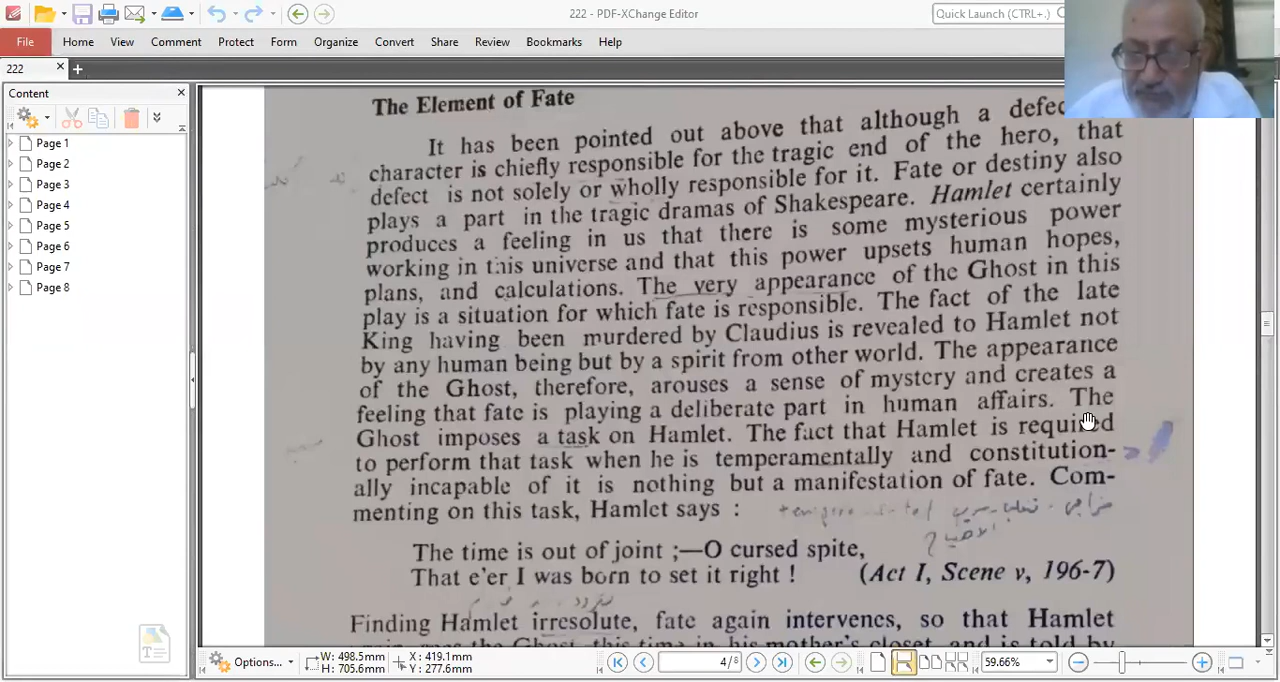 222 - PDF-XChange Editor
Quick Launch (CTRL+.)
File Home View Comment Protect Form Organize Convert Share Review Bookmarks Help
222
Content
Page 1
Page 2
Page 3
Page 4
Page 5
Page 6
Page 7
Page 8
The Element of Fate
It has been pointed out above that although a
character is chiefly responsible for the tragic end of the hero, that
defect is not solely or wholly responsible for it. Fate or destiny also
plays a part in the tragic dramas of Shakespeare. Hamlet certainly
produces a feeling in us that there is some mysterious power
working in this universe and that this power upsets human hopes,
plans, and calculations. The very appearance of the Ghost in this
play is a situation for which fate is responsible. The fact of the late
King having been murdered by Claudius is revealed to Hamlet not
by any human being but by a spirit from other world. The appearance
of the Ghost, therefore, arouses a sense of mystery and creates a
feeling that fate is playing a deliberate part in human affairs. The
Ghost imposes a task on Hamlet. The fact that Hamlet is required
to perform that task when he is temperamentally and constitution-
ally incapable of it is nothing but a manifestation of fate. Com-
menting on this task, Hamlet says :
The time is out of joint ;—O cursed spite,
That e'er I was born to set it right !
(Act I, Scene v, 196-7)
Finding Hamlet irresolute, fate again intervenes, so that Hamlet
the Ghost, this time in his mother's closet, and is told by
Options...
W: 498.5mm
H: 705.6mm
X: 419.1mm
Y: 277.6mm
4/8
59.66%